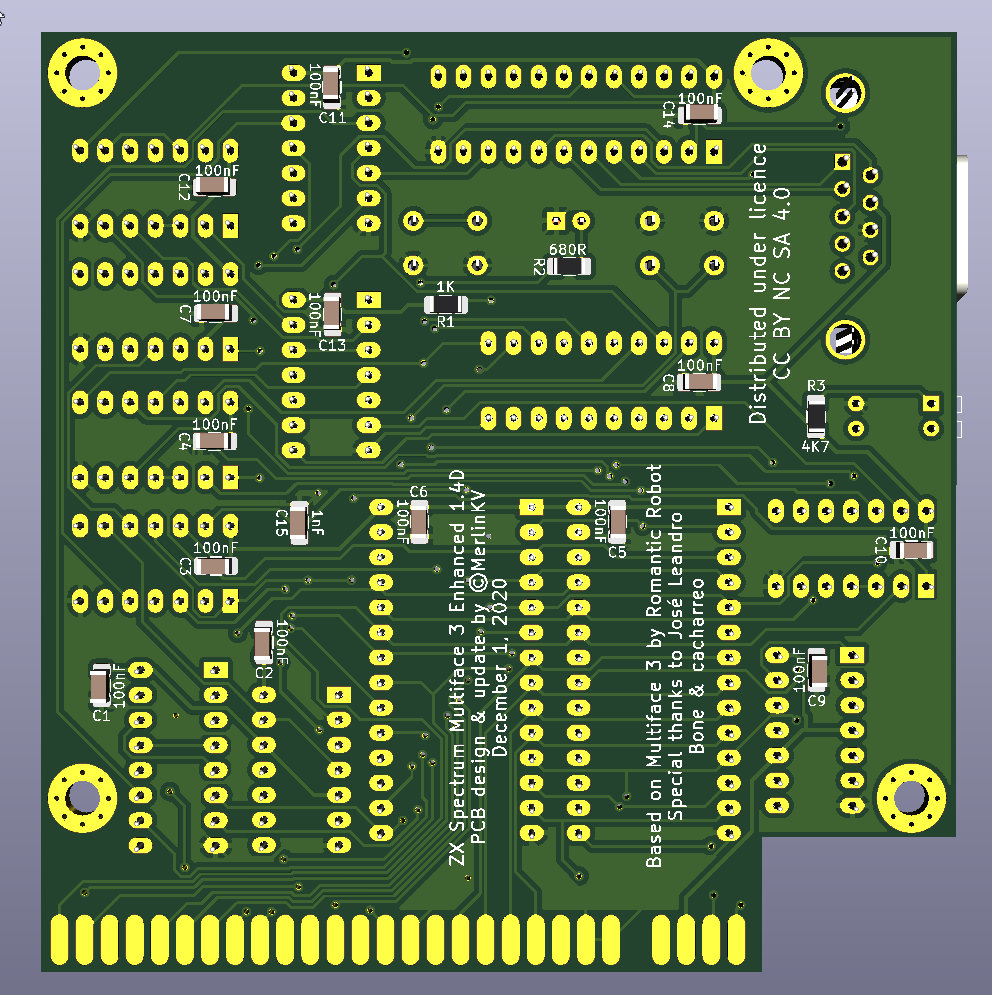 100nF
C11
100nF
C14
100nF
C12
680R
R2
1K
R1
100nF
C7
100nF
C13
Distributed under licence
CC BY NC SA 4.0
100nF
C8
R3
4K7
100nF
C4
C6
100nF
1nF
C15
100nF
C5
100nF
C10
100nF
C3
100nF
C2
100nF
C1
100nF
C9
ZX Spectrum Multiface 3 Enhanced 1.4D
PCB design & update by ©MerlinKV
December 1, 2020
Based on Multiface 3 by Romantic Robot
Special thanks to José Leandro
Bone & cacharreo